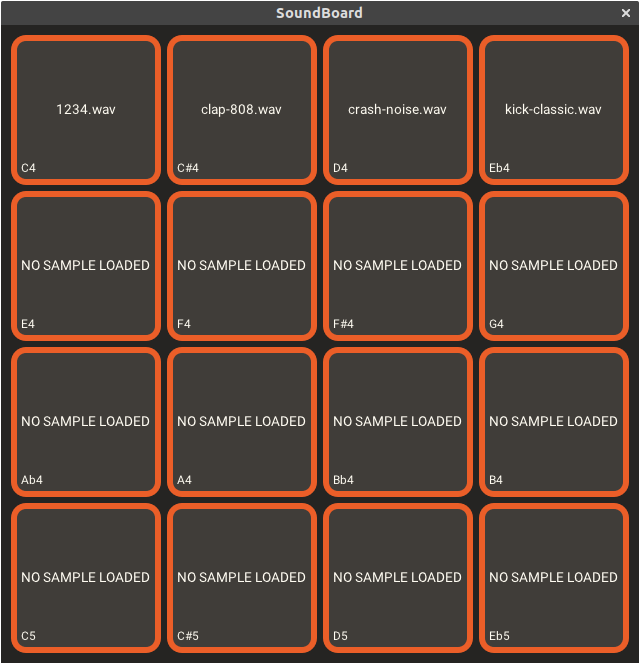 SoundBoard
1234.wav
C4
clap-808.wav
C#4
crash-noise.wav
D4
kick-classic.wav
Eb4
NO SAMPLE LOADED
E4
NO SAMPLE LOADED
F4
NO SAMPLE LOADED
F#4
NO SAMPLE LOADED
G4
NO SAMPLE LOADED
Ab4
NO SAMPLE LOADED
A4
NO SAMPLE LOADED
Bb4
NO SAMPLE LOADED
B4
NO SAMPLE LOADED
C5
NO SAMPLE LOADED
C#5
NO SAMPLE LOADED
D5
NO SAMPLE LOADED
Eb5